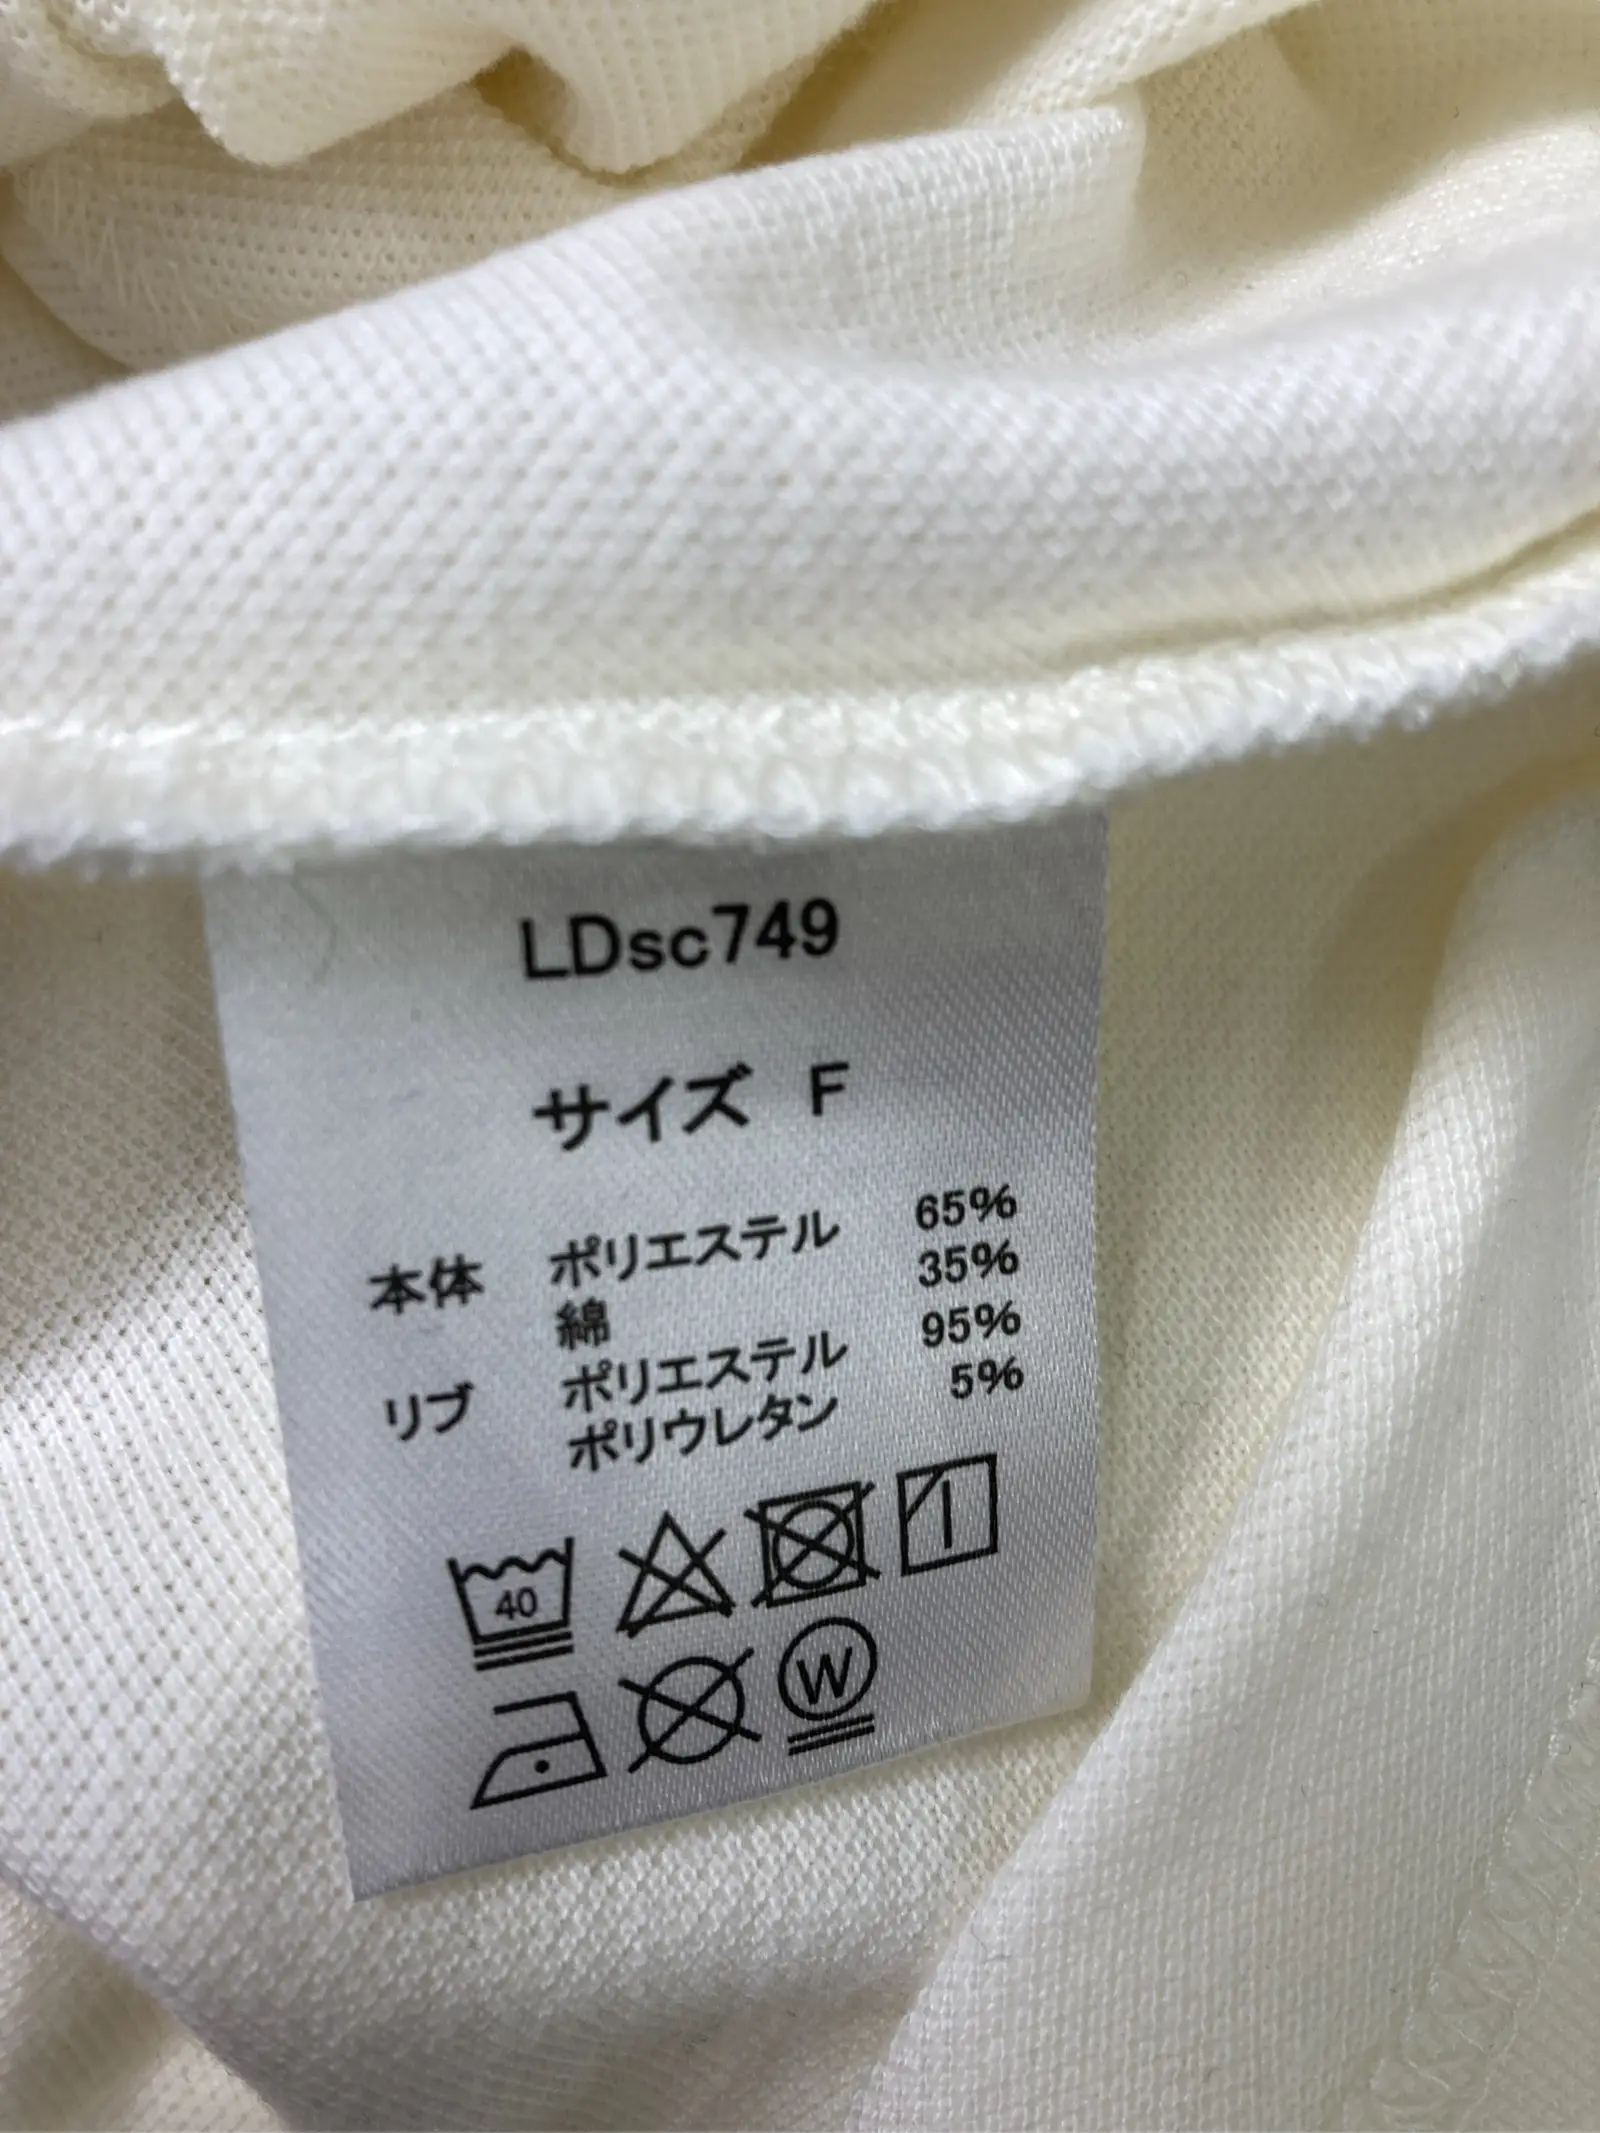 LDsc749
サイズ F
本体 ポリエステル 65%
綿 35%
リブ ポリエステル 95%
ポリウレタン 5%
40
W